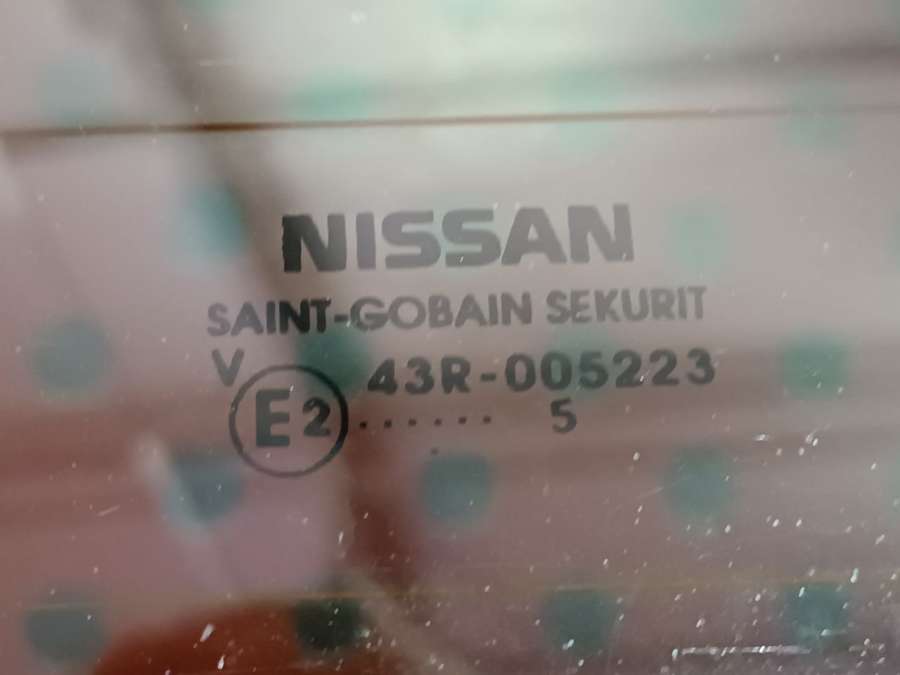 NISSAN
SAINT-GOBAIN SEKURIT
V
43R-005223
E2 ...... 5
.